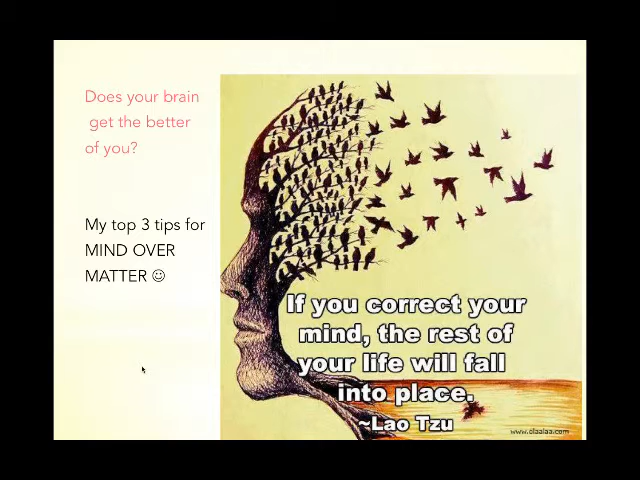 Does your brain
get the better
of you?
My top 3 tips for
MIND OVER
MATTER ☺
If you correct your
mind, the rest of
your life will fall
into place.
~Lao Tzu
www.olaalaa.com